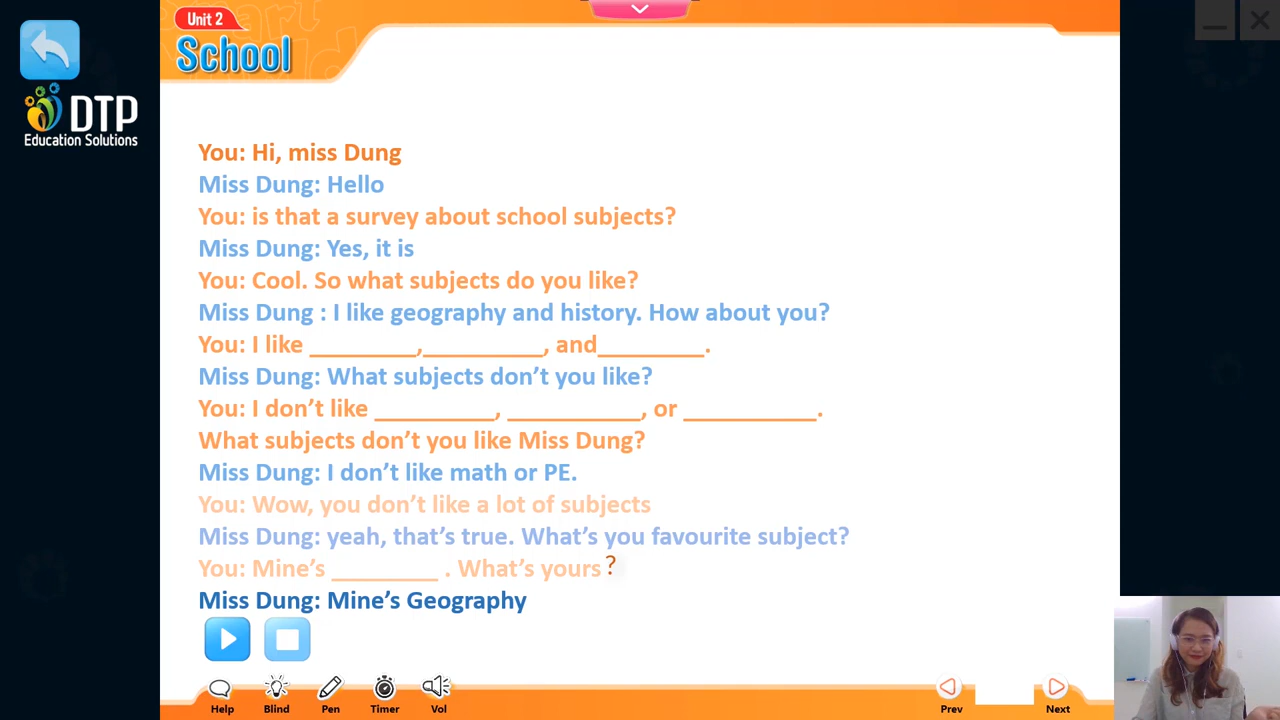 Unit 2
School
DTP
Education Solutions
You: Hi, miss Dung
Miss Dung: Hello
You: is that a survey about school subjects?
Miss Dung: Yes, it is
You: Cool. So what subjects do you like?
Miss Dung : I like geography and history. How about you?
You: I like ________,_________, and________.
Miss Dung: What subjects don’t you like?
You: I don’t like _________, __________, or __________.
What subjects don’t you like Miss Dung?
Miss Dung: I don’t like math or PE.
You: Wow, you don’t like a lot of subjects
Miss Dung: yeah, that’s true. What’s you favourite subject?
You: Mine’s ________ . What’s yours ?
Miss Dung: Mine’s Geography
Help Blind Pen Timer Vol Prev Next